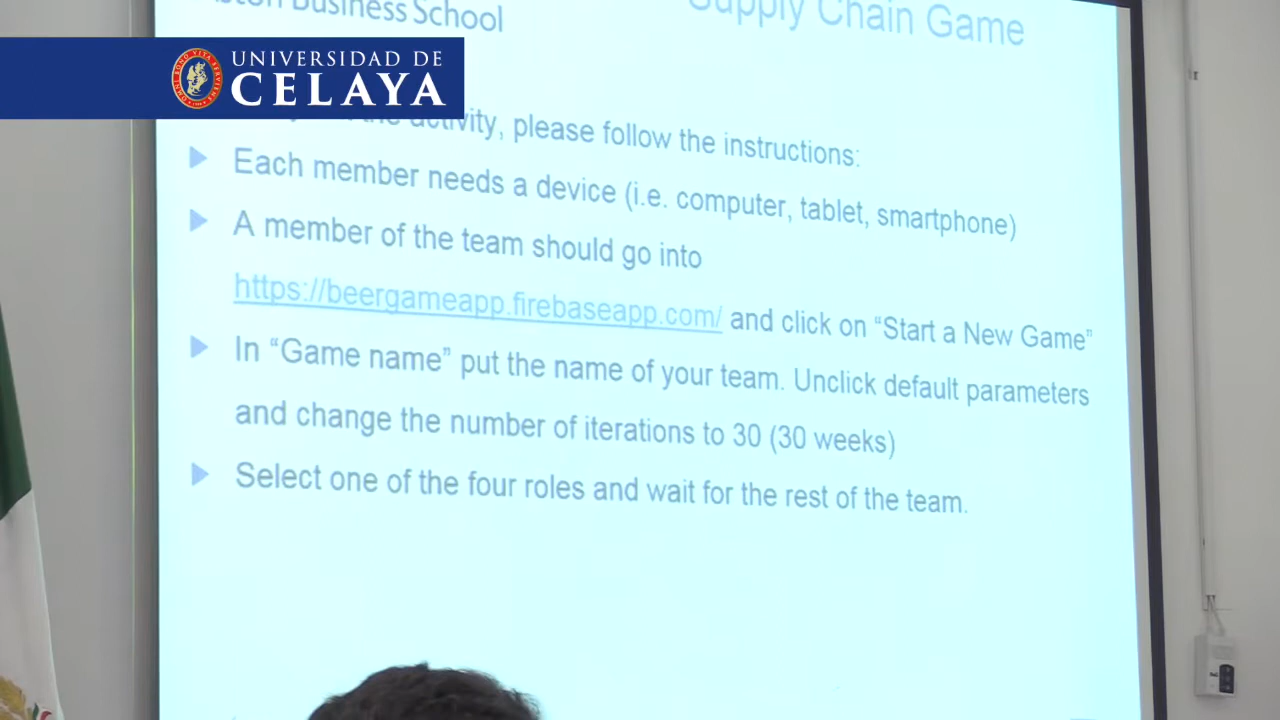 Business School
Supply Chain Game
UNIVERSIDAD DE
CELAYA
the activity, please follow the instructions:
Each member needs a device (i.e. computer, tablet, smartphone)
A member of the team should go into
https://beergameapp.firebaseapp.com/ and click on “Start a New Game”
In “Game name” put the name of your team. Unclick default parameters
and change the number of iterations to 30 (30 weeks)
Select one of the four roles and wait for the rest of the team.